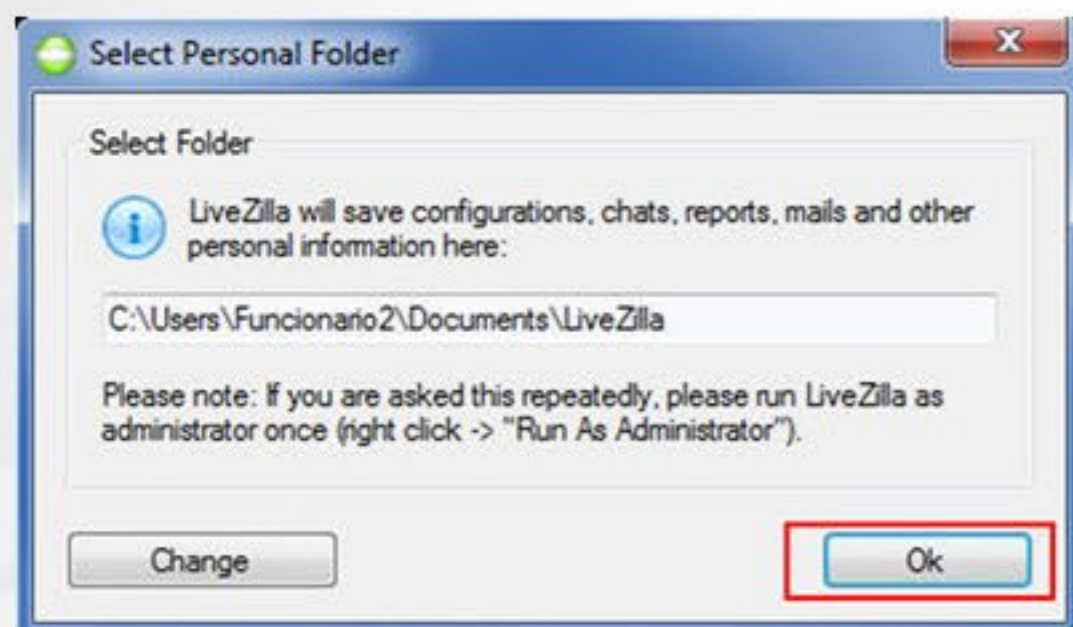 Select Personal Folder
Select Folder
LiveZilla will save configurations, chats, reports, mails and other
personal information here:
C:\Users\Funcionario2\Documents\LiveZilla
Please note: If you are asked this repeatedly, please run LiveZilla as
administrator once (right click -> "Run As Administrator").
Change
Ok